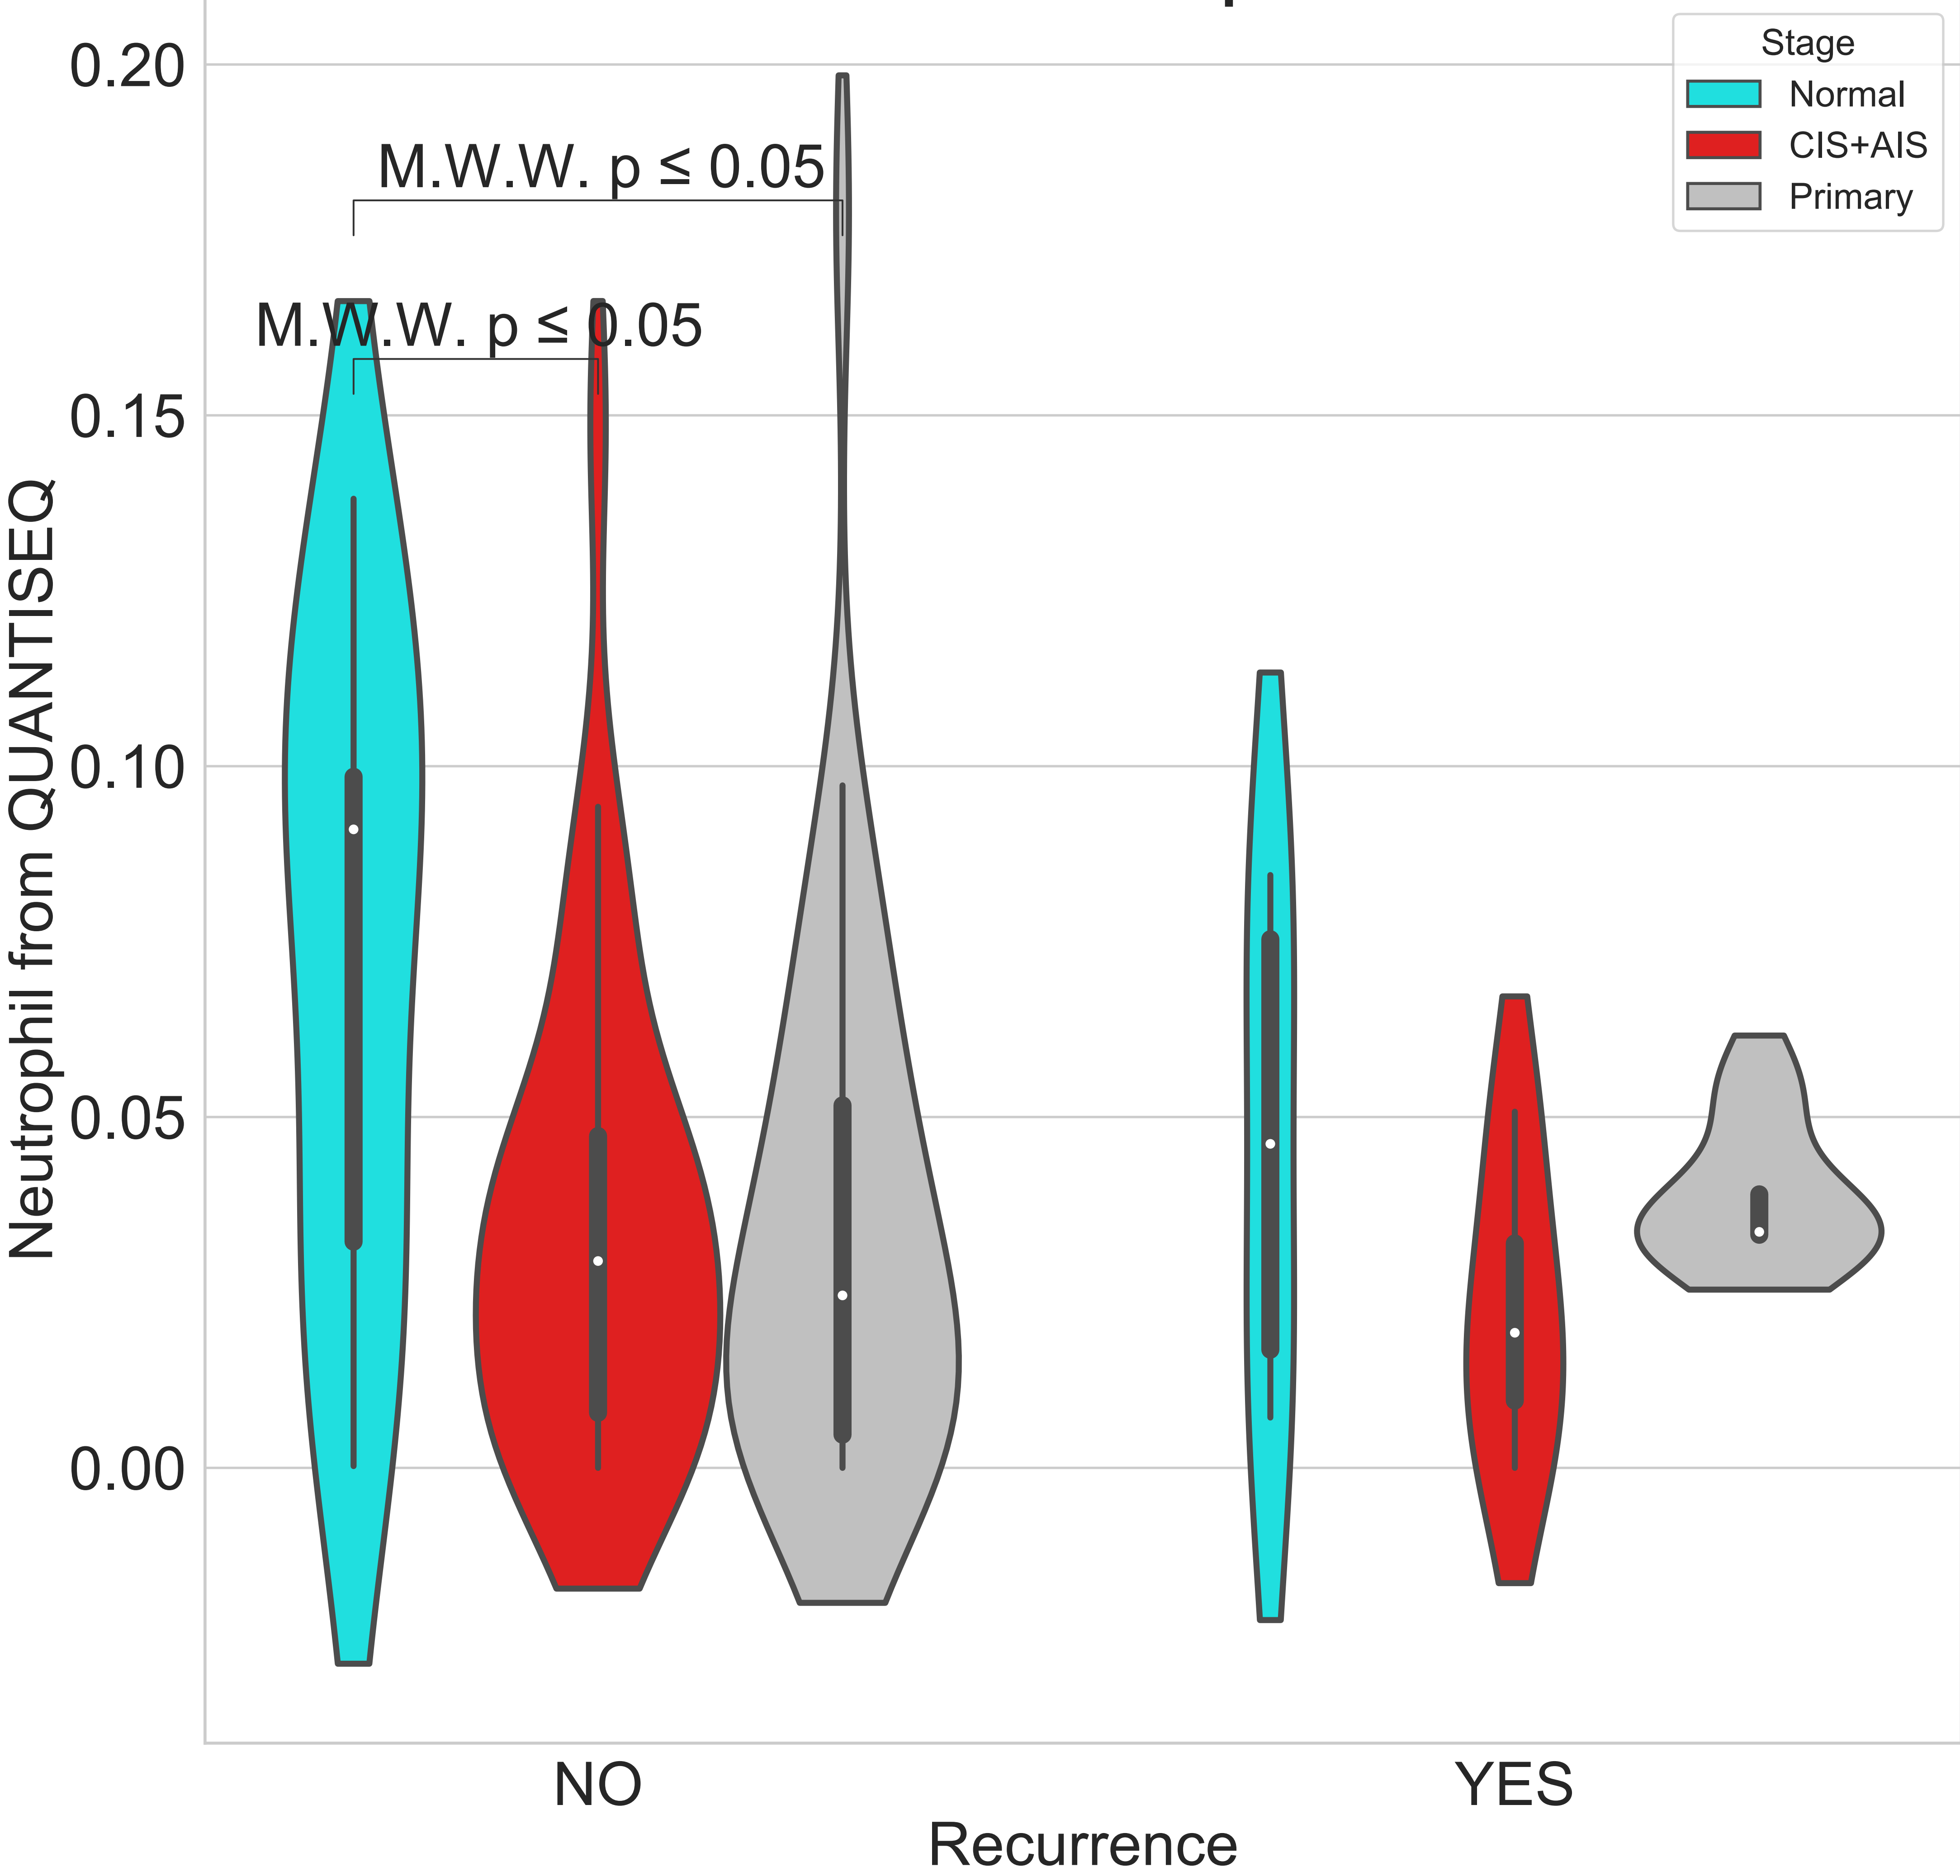 Stage
Normal
CIS+AIS
Primary
M.W.W. p ≤ 0.05
M.W.W. p ≤ 0.05
0.20
0.15
0.10
0.05
0.00
Neutrophil from QUANTISEQ
NO
YES
Recurrence